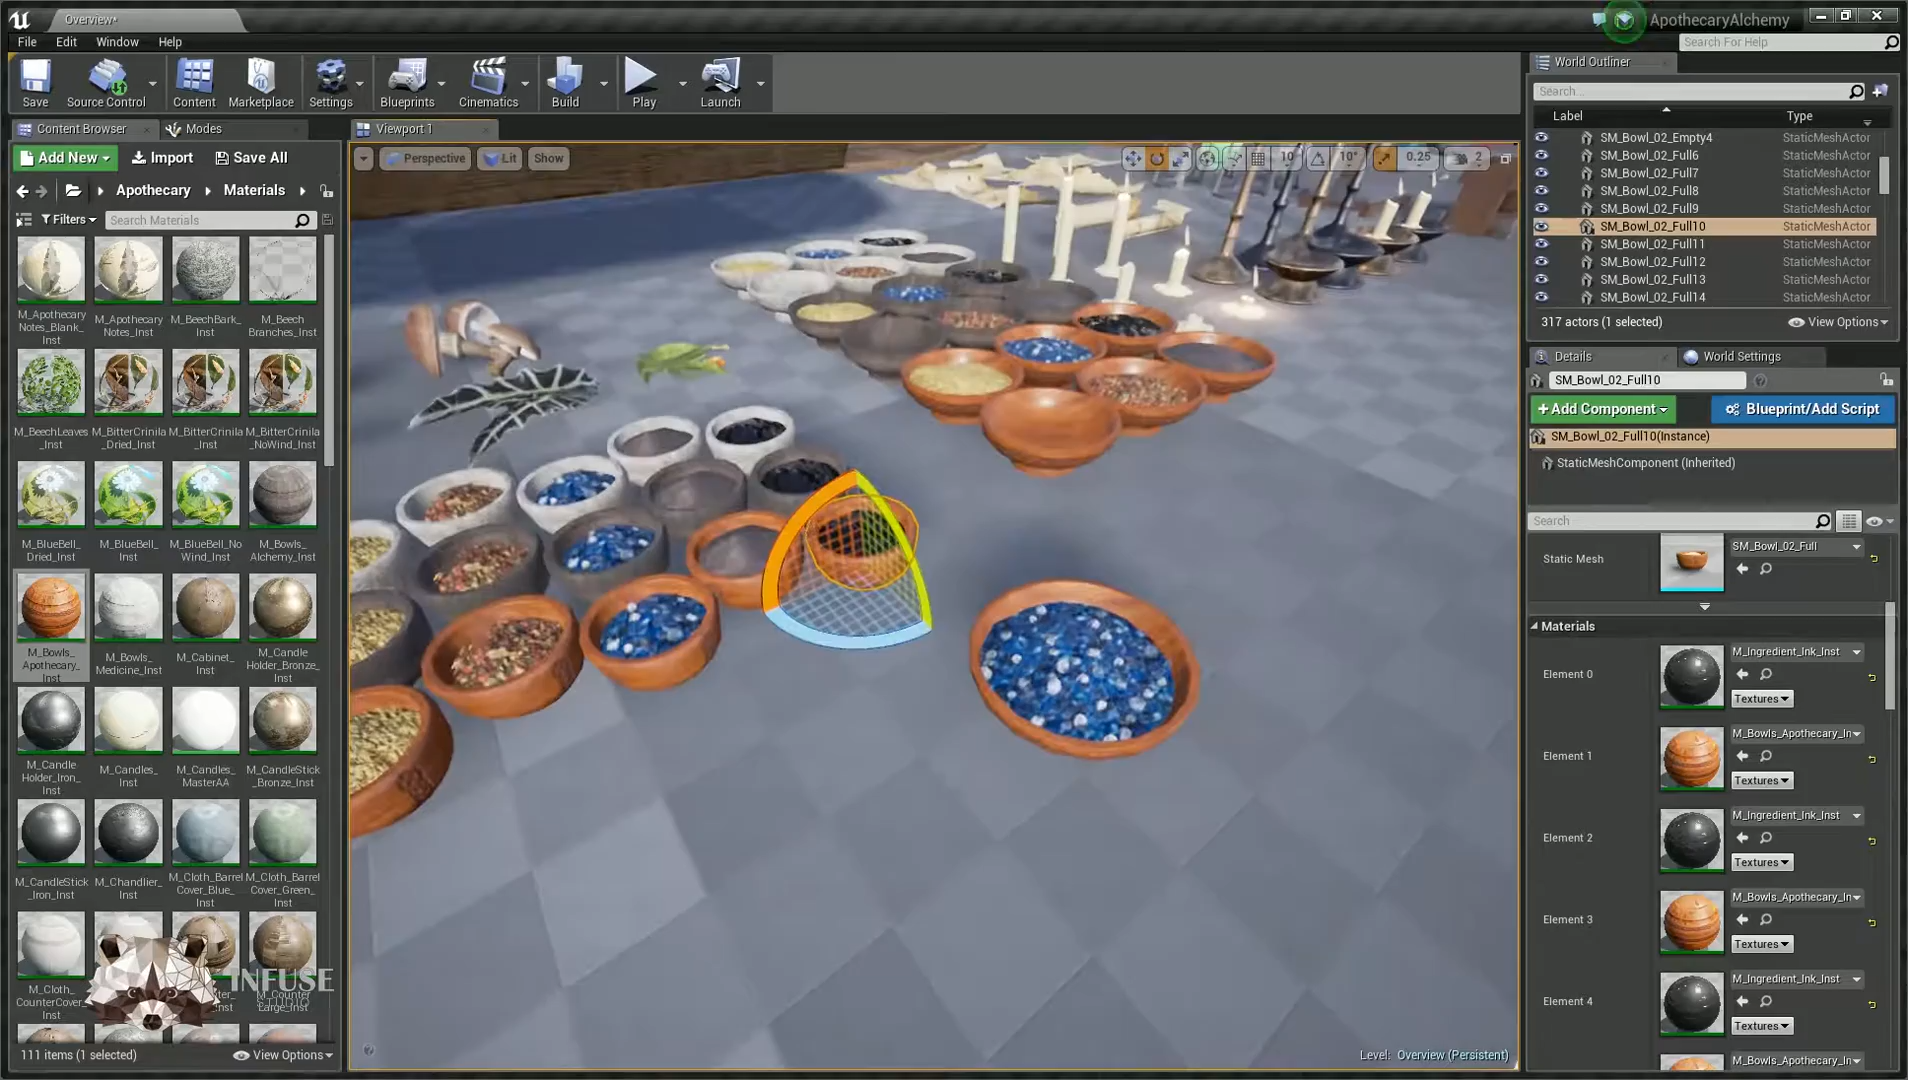 Overview•
ApothecaryAlchemy
File Edit Window Help
Search For Help
Save
Source Control
Content
Marketplace
Settings
Blueprints
Cinematics
Build
Play
Launch
Content Browser
Modes
Add New
Import
Save All
Apothecary
Materials
Filters
Search Materials
M_Apothecary
Notes_Blank_
Inst
M_Apothecary
Notes_Inst
M_BeechBark_
Inst
M_Beech
Branches_Inst
M_BeechLeaves
_Inst
M_BitterCrinila
_Dried_Inst
M_BitterCrinila
_Inst
M_BitterCrinila_
NoWind_Inst
M_BlueBell_
Dried_Inst
M_BlueBell_
Inst
M_BlueBell_No
Wind_Inst
M_Bowls_
Alchemy_Inst
M_Bowls_
Apothecary_
Inst
M_Bowls_
Medicine_Inst
M_Cabinet_
Inst
M_Candle
Holder_Bronze_
Inst
M_Candle
Holder_Iron_
Inst
M_Candles_
Inst
M_Candles_
MasterAA
M_CandleStick
_Bronze_Inst
M_CandleStick
_Iron_Inst
M_Chandlier_
Inst
M_Cloth_Barrel
Cover_Blue_
Inst
M_Cloth_Barrel
Cover_Green_
Inst
M_Cloth_
CounterCover_
Inst
M_Counter
Large_Inst
INFUSE
STUDIO
111 items (1 selected)
View Options
Viewport 1
Perspective
Lit
Show
10
10°
0.25
2
Level: Overview (Persistent)
World Outliner
Search...
Label
Type
SM_Bowl_02_Empty4 StaticMeshActor
SM_Bowl_02_Full6 StaticMeshActor
SM_Bowl_02_Full7 StaticMeshActor
SM_Bowl_02_Full8 StaticMeshActor
SM_Bowl_02_Full9 StaticMeshActor
SM_Bowl_02_Full10 StaticMeshActor
SM_Bowl_02_Full11 StaticMeshActor
SM_Bowl_02_Full12 StaticMeshActor
SM_Bowl_02_Full13 StaticMeshActor
SM_Bowl_02_Full14 StaticMeshActor
317 actors (1 selected)
View Options
Details
World Settings
SM_Bowl_02_Full10
+Add Component
Blueprint/Add Script
SM_Bowl_02_Full10(Instance)
StaticMeshComponent (Inherited)
Search
Static Mesh
SM_Bowl_02_Full
Materials
Element 0
M_Ingredient_Ink_Inst
Textures
Element 1
M_Bowls_Apothecary_In
Textures
Element 2
M_Ingredient_Ink_Inst
Textures
Element 3
M_Bowls_Apothecary_In
Textures
Element 4
M_Ingredient_Ink_Inst
Textures
M_Bowls_Apothecary_In